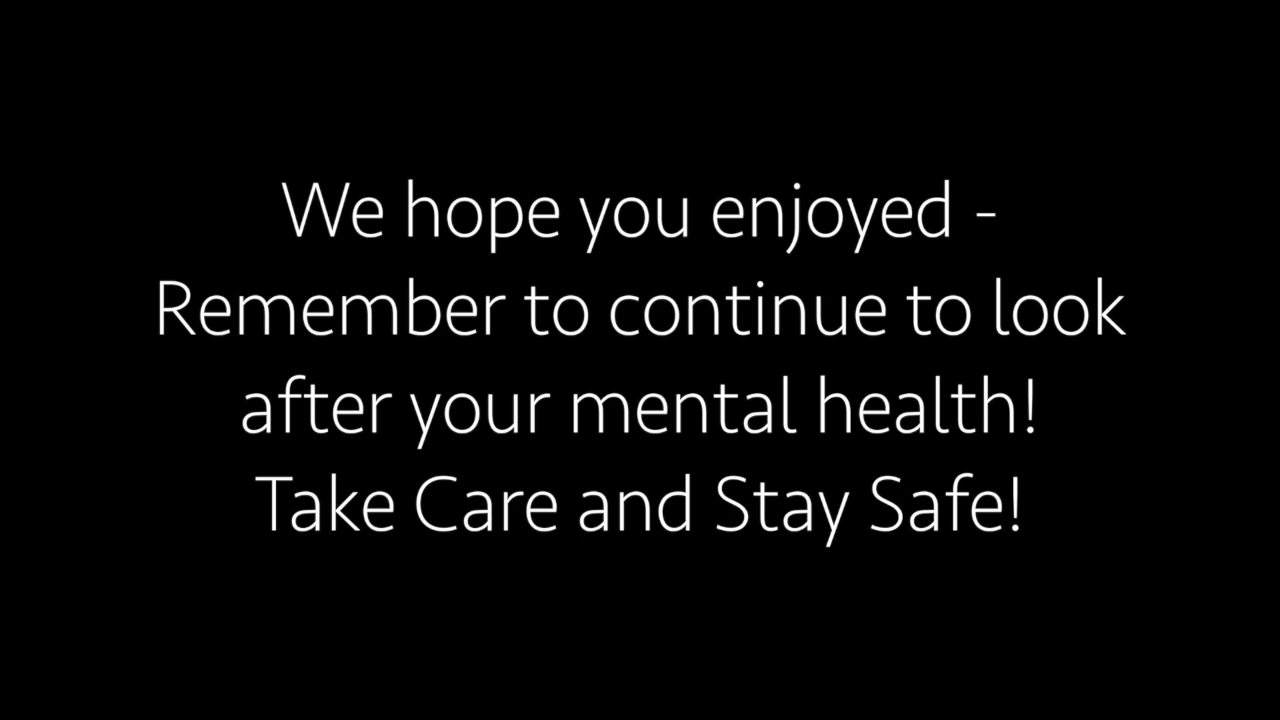 We hope you enjoyed -
Remember to continue to look
after your mental health!
Take Care and Stay Safe!